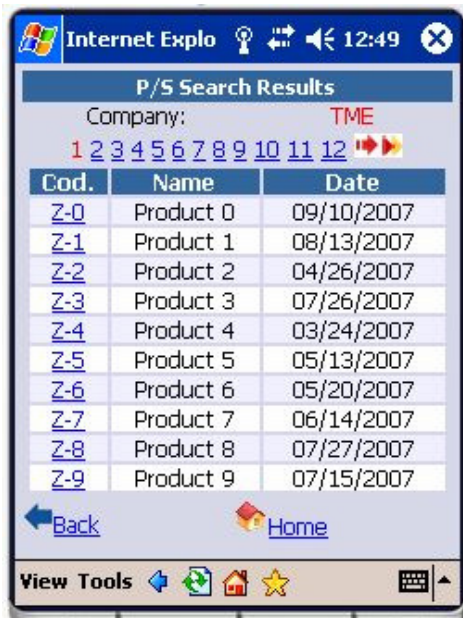 Internet Explo 12:49
P/S Search Results
Company: TME
1 2 3 4 5 6 7 8 9 10 11 12
Cod. Name Date
Z-0 Product 0 09/10/2007
Z-1 Product 1 08/13/2007
Z-2 Product 2 04/26/2007
Z-3 Product 3 07/26/2007
Z-4 Product 4 03/24/2007
Z-5 Product 5 05/13/2007
Z-6 Product 6 05/20/2007
Z-7 Product 7 06/14/2007
Z-8 Product 8 07/27/2007
Z-9 Product 9 07/15/2007
Back Home
View Tools